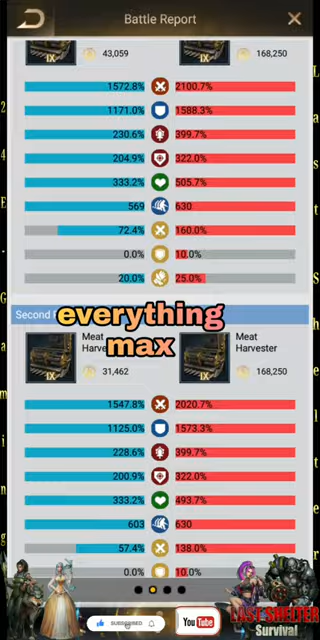 Battle Report
IX
43,059
IX
168,250
1572.8% 2100.7%
1171.0% 1588.3%
230.6% 399.7%
204.9% 322.0%
333.2% 505.7%
569 630
72.4% 160.0%
0.0% 10.0%
20.0% 25.0%
everything
max
Meat
Harvester
IX
31,462
Meat
Harvester
IX
168,250
1547.8% 2020.7%
1125.0% 1573.3%
228.6% 399.7%
200.9% 322.0%
333.2% 493.7%
603 630
57.4% 138.0%
0.0% 10.0%
SUBSCRIBED
YouTube
LAST SHELTER
Survival